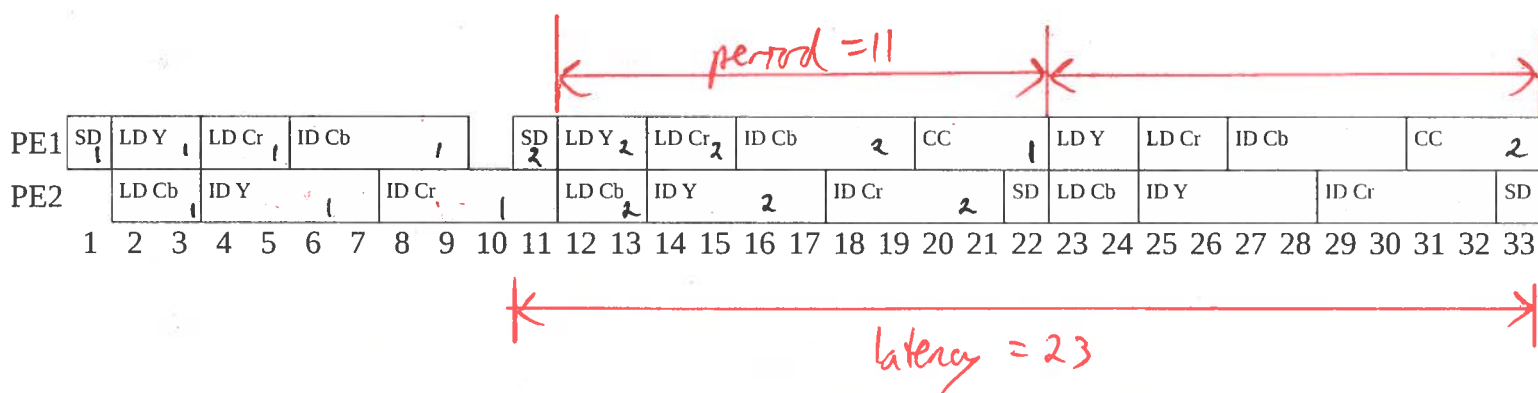 period =11
PE1 SD 1 LD Y 1 LD Cr 1 ID Cb 1 SD 2 LD Y 2 LD Cr 2 ID Cb 2 CC 1 LD Y LD Cr ID Cb CC 2
PE2 LD Cb 1 ID Y 1 ID Cr 1 LD Cb 2 ID Y 2 ID Cr 2 SD LD Cb ID Y ID Cr SD
1 2 3 4 5 6 7 8 9 10 11 12 13 14 15 16 17 18 19 20 21 22 23 24 25 26 27 28 29 30 31 32 33
latency = 23